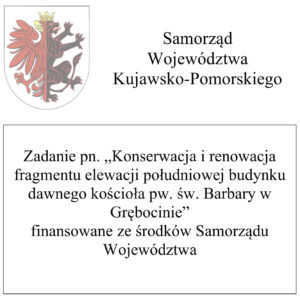 Samorząd
Województwa
Kujawsko-Pomorskiego
Zadanie pn. „Konserwacja i renowacja
fragmentu elewacji południowej budynku
dawnego kościoła pw. św. Barbary w
Grębocinie”
finansowane ze środków Samorządu
Województwa